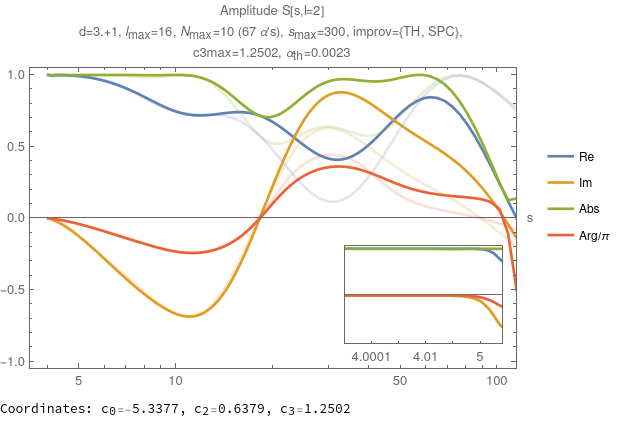 Amplitude S[s,l=2]
d=3.+1, lmax=16, Nmax=10 (67 α's), smax=300, improv={TH, SPC},
c3max=1.2502, αth=0.0023
1.0
0.5
0.0
-0.5
-1.0
5
10
50
100
s
4.0001
4.01
5
Re
Im
Abs
Arg/π
Coordinates: c0=-5.3377, c2=0.6379, c3=1.2502